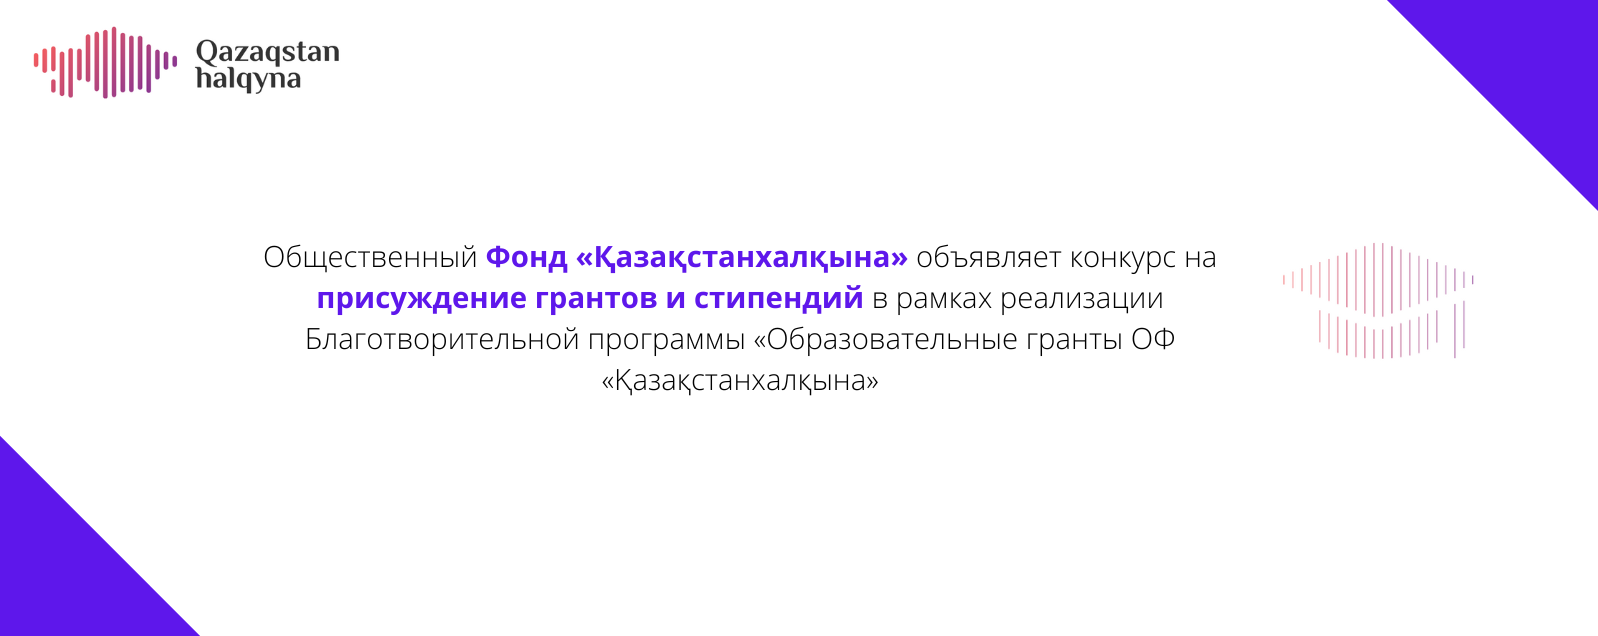 Qazaqstan
halqyna
Общественный Фонд «Қазақстанхалқына» объявляет конкурс на
присуждение грантов и стипендий в рамках реализации
Благотворительной программы «Образовательные гранты ОФ
«Қазақстанхалқына»